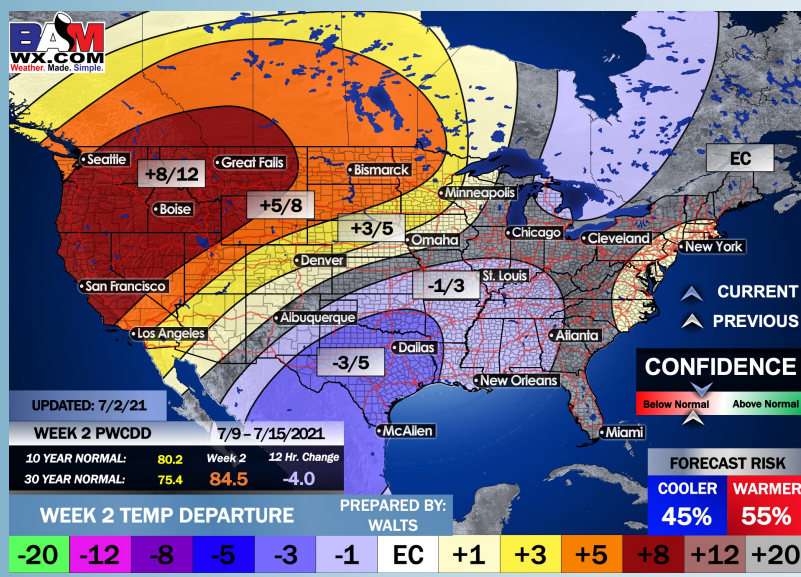 BAM
WX.COM
Weather. Made. Simple.
Seattle
Great Falls
+8/12
Bismarck
EC
Boise
+5/8
Minneapolis
+3/5
Omaha
Chicago
Cleveland
New York
Denver
San Francisco
-1/3
St. Louis
CURRENT
Albuquerque
PREVIOUS
Los Angeles
Dallas
Atlanta
-3/5
CONFIDENCE
New Orleans
Below Normal Above Normal
UPDATED: 7/2/21
McAllen
Miami
WEEK 2 PWCDD 7/9 – 7/15/2021
10 YEAR NORMAL: 80.2 Week 2 12 Hr. Change
30 YEAR NORMAL: 75.4 84.5 -4.0
FORECAST RISK
COOLER WARMER
45% 55%
WEEK 2 TEMP DEPARTURE
PREPARED BY:
WALTS
-20 -12 -8 -5 -3 -1 EC +1 +3 +5 +8 +12 +20